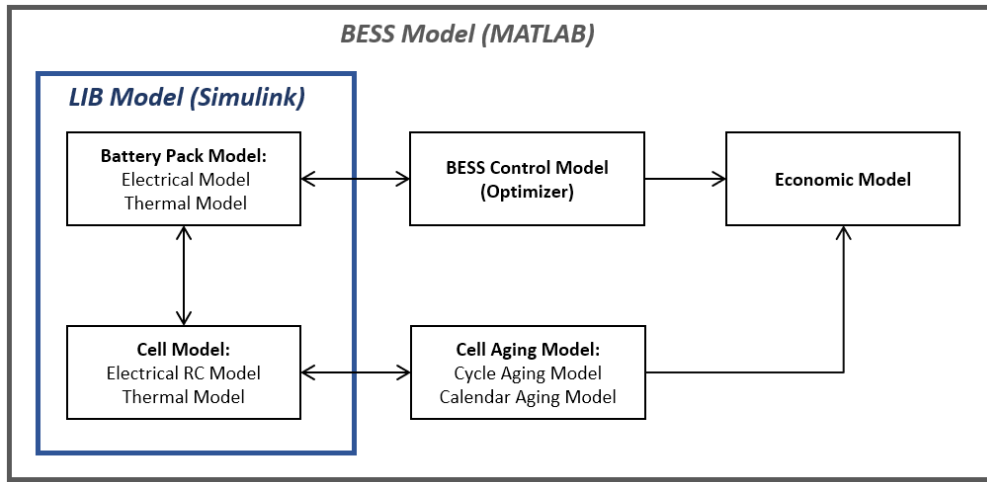 BESS Model (MATLAB)
LIB Model (Simulink)
Battery Pack Model:
Electrical Model
Thermal Model
BESS Control Model
(Optimizer)
Economic Model
Cell Model:
Electrical RC Model
Thermal Model
Cell Aging Model:
Cycle Aging Model
Calendar Aging Model